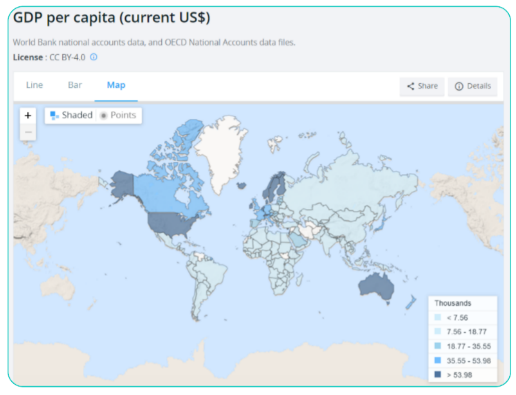 GDP per capita (current US$)
World Bank national accounts data, and OECD National Accounts data files.
License : CC BY-4.0
Line Bar Map Share Details
+ Shaded Points
−
Thousands
< 7.56
7.56 - 18.77
18.77 - 35.55
35.55 - 53.98
> 53.98